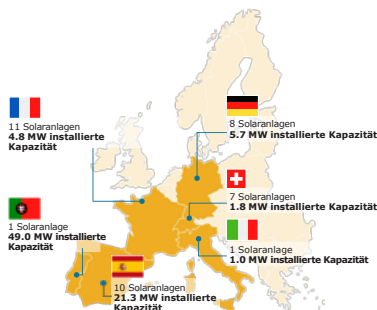 11 Solaranlagen
4.8 MW installierte
Kapazität
8 Solaranlagen
5.7 MW installierte Kapazität
7 Solaranlagen
1.8 MW installierte Kapazität
1 Solaranlage
49.0 MW installierte
Kapazität
1 Solaranlage
1.0 MW installierte Kapazität
10 Solaranlagen
21.3 MW installierte
Kapazität